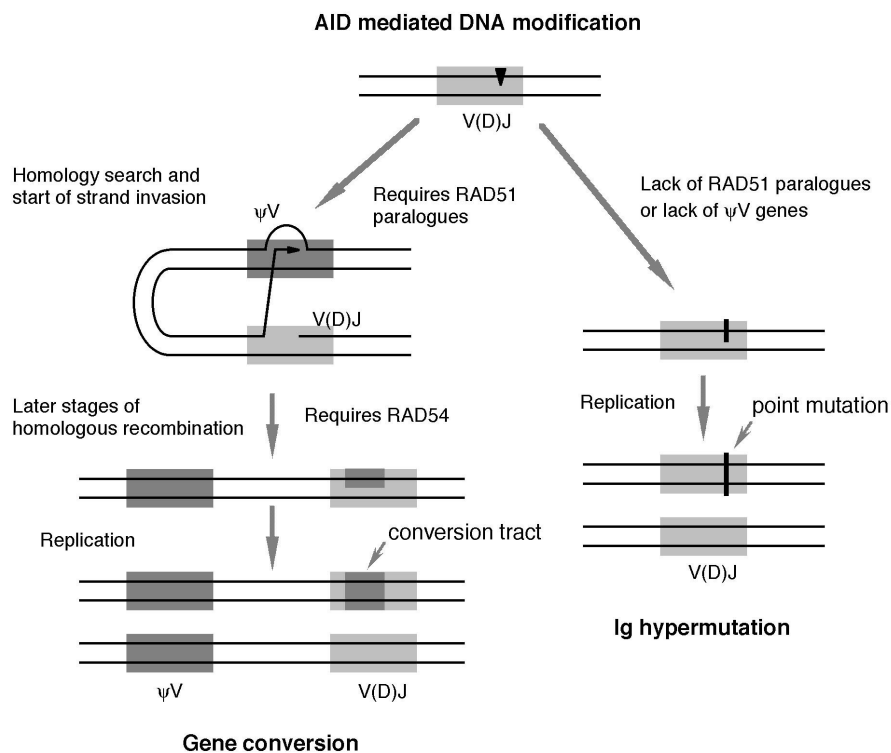 AID mediated DNA modification
V(D)J
Homology search and
start of strand invasion
ψV
Requires RAD51
paralogues
Lack of RAD51 paralogues
or lack of ψV genes
V(D)J
Later stages of
homologous recombination
Requires RAD54
Replication
point mutation
Replication
conversion tract
V(D)J
Ig hypermutation
ψV
V(D)J
Gene conversion